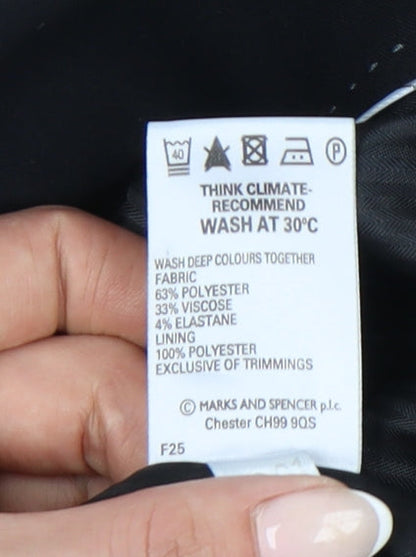 40 P
THINK CLIMATE-
RECOMMEND
WASH AT 30°C
WASH DEEP COLOURS TOGETHER
FABRIC
63% POLYESTER
33% VISCOSE
4% ELASTANE
LINING
100% POLYESTER
EXCLUSIVE OF TRIMMINGS
© MARKS AND SPENCER p.l.c.
Chester CH99 9QS
F25